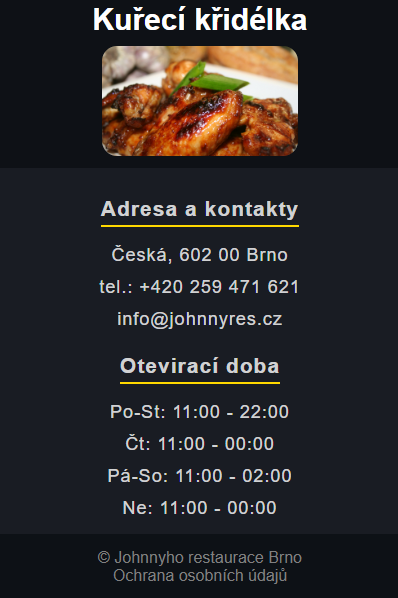 Kuřecí křidélka
Adresa a kontakty
Česká, 602 00 Brno
tel.: +420 259 471 621
info@johnnyres.cz
Otevirací doba
Po-St: 11:00 - 22:00
Čt: 11:00 - 00:00
Pá-So: 11:00 - 02:00
Ne: 11:00 - 00:00
© Johnnyho restaurace Brno
Ochrana osobních údajů